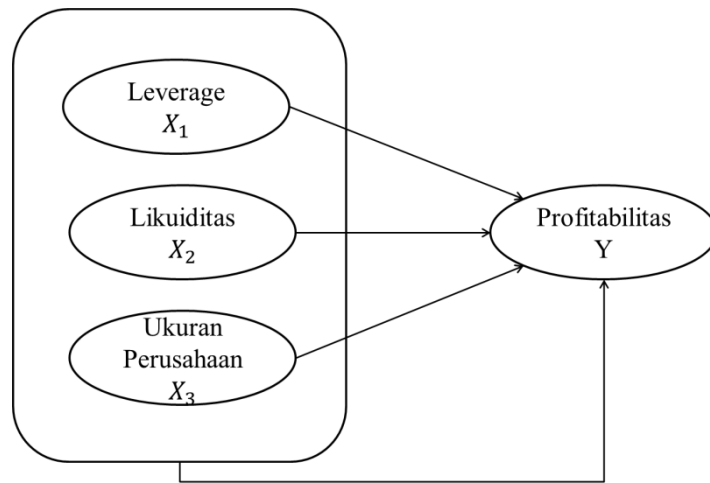 Leverage
X₁
Likuiditas
X₂
Ukuran
Perusahaan
X₃
Profitabilitas
Y